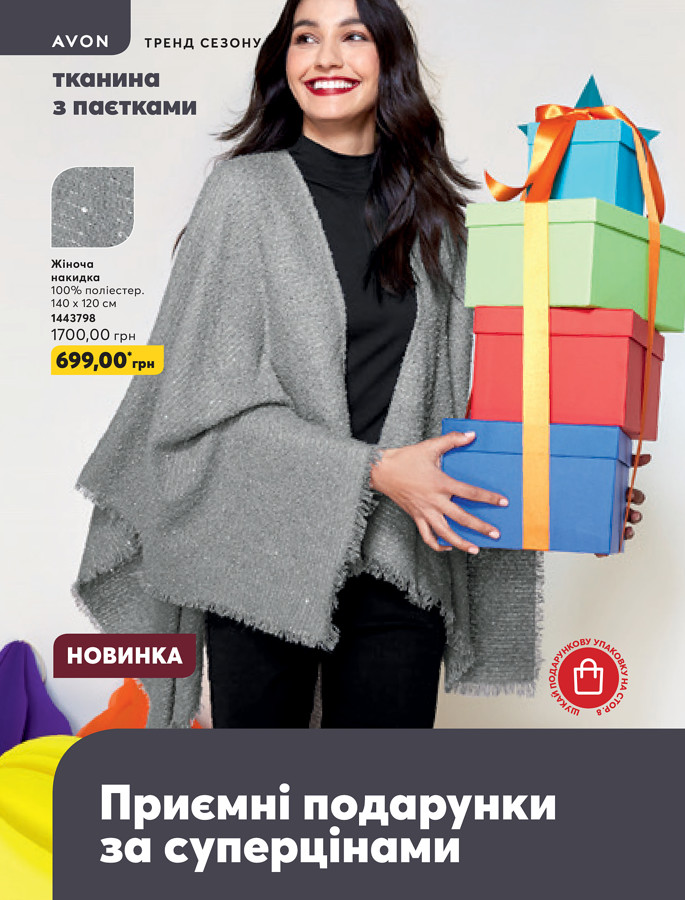 AVON
ТРЕНД СЕЗОНУ
тканина
з паєтками
Жіноча
накидка
100% поліестер.
140 х 120 см
1443798
1700,00 грн
699,00* грн
НОВИНКА
ШУКАЙ ПОДАРУНКОВУ УПАКОВКУ НА СТОР. 8
Приємні подарунки
за суперцінами